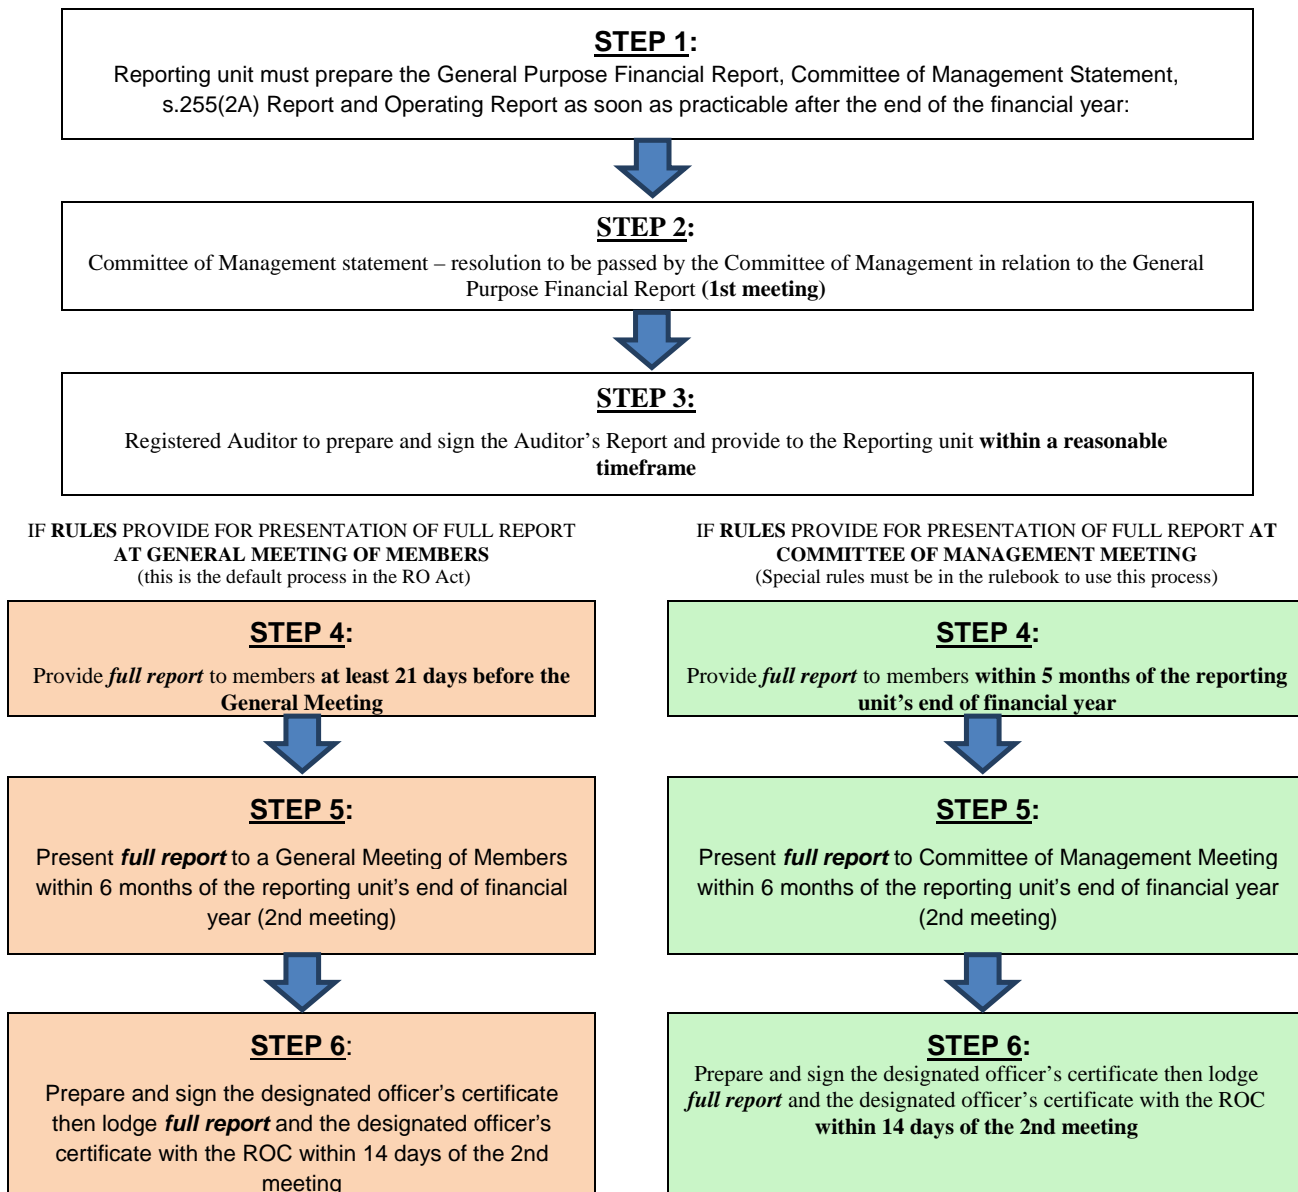 STEP 1:
Reporting unit must prepare the General Purpose Financial Report, Committee of Management Statement,
s.255(2A) Report and Operating Report as soon as practicable after the end of the financial year:
STEP 2:
Committee of Management statement – resolution to be passed by the Committee of Management in relation to the General
Purpose Financial Report (1st meeting)
STEP 3:
Registered Auditor to prepare and sign the Auditor’s Report and provide to the Reporting unit within a reasonable
timeframe
IF RULES PROVIDE FOR PRESENTATION OF FULL REPORT
AT GENERAL MEETING OF MEMBERS
(this is the default process in the RO Act)
STEP 4:
Provide full report to members at least 21 days before the
General Meeting
STEP 5:
Present full report to a General Meeting of Members
within 6 months of the reporting unit’s end of financial
year (2nd meeting)
STEP 6:
Prepare and sign the designated officer’s certificate
then lodge full report and the designated officer’s
certificate with the ROC within 14 days of the 2nd
meeting
IF RULES PROVIDE FOR PRESENTATION OF FULL REPORT AT
COMMITTEE OF MANAGEMENT MEETING
(Special rules must be in the rulebook to use this process)
STEP 4:
Provide full report to members within 5 months of the reporting
unit’s end of financial year
STEP 5:
Present full report to Committee of Management Meeting
within 6 months of the reporting unit’s end of financial year
(2nd meeting)
STEP 6:
Prepare and sign the designated officer’s certificate then lodge
full report and the designated officer’s certificate with the ROC
within 14 days of the 2nd meeting